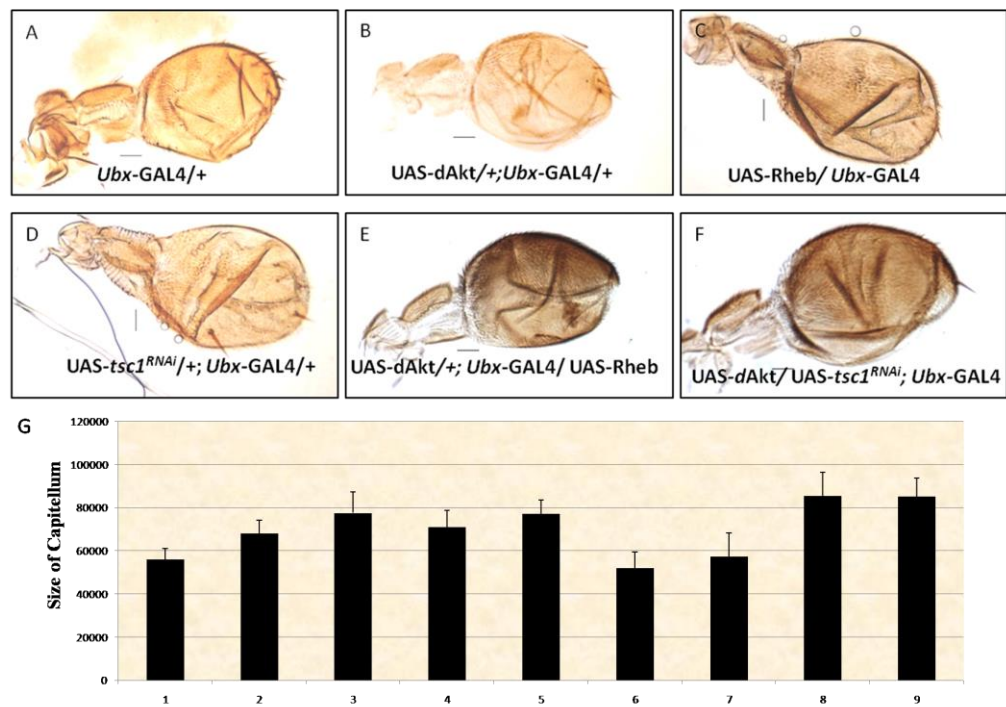 A
Ubx-GAL4/+
B
UAS-dAkt/+;Ubx-GAL4/+
C
UAS-Rheb/ Ubx-GAL4
D
UAS-tsc1RNAi/+; Ubx-GAL4/+
E
UAS-dAkt/+; Ubx-GAL4/ UAS-Rheb
F
UAS-dAkt/ UAS-tsc1RNAi; Ubx-GAL4
G
Size of Capitellum
120000
100000
80000
60000
40000
20000
0
1 2 3 4 5 6 7 8 9